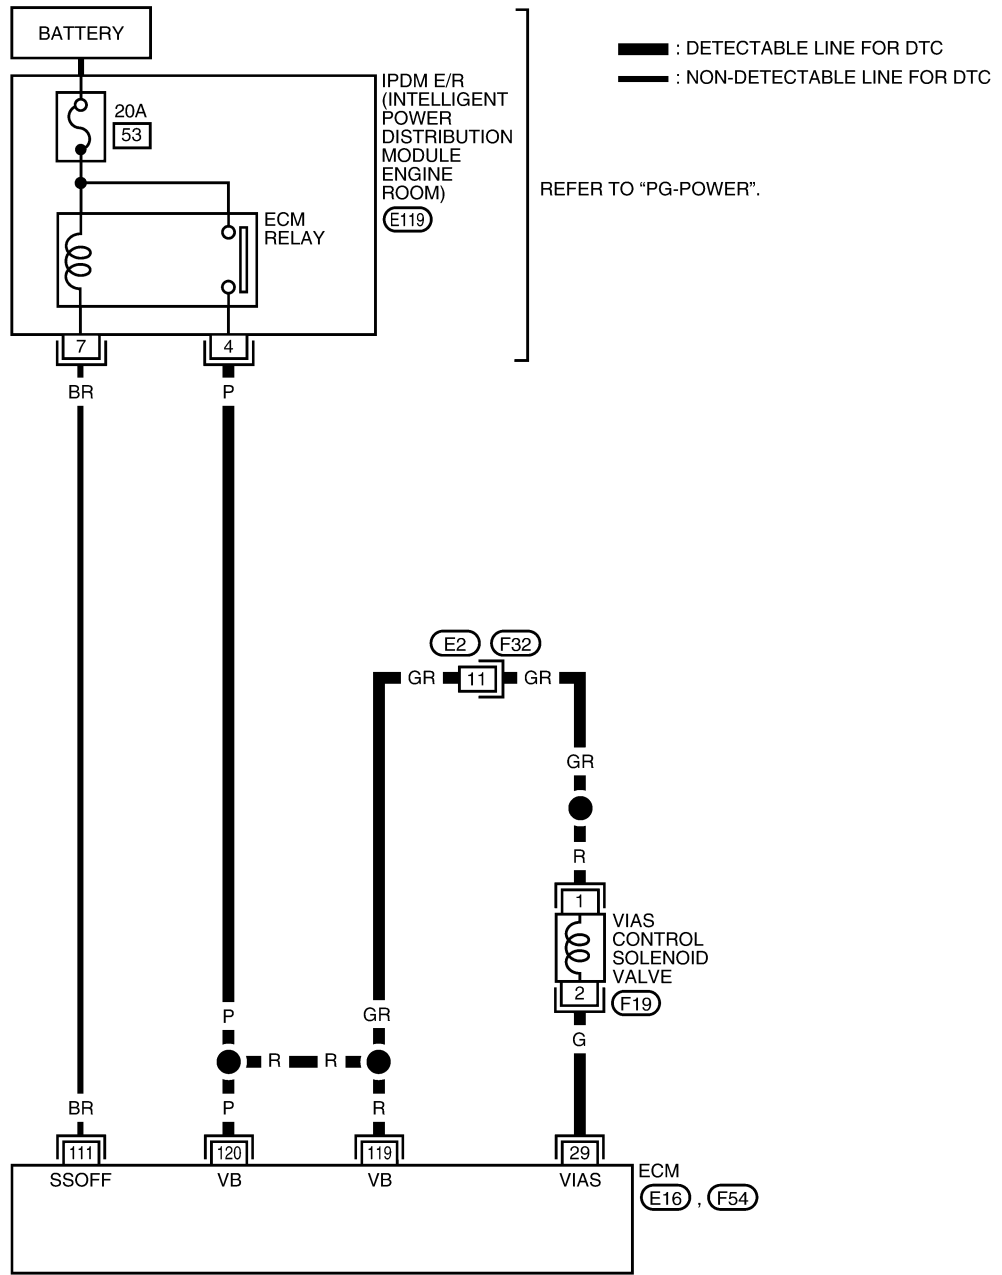 BATTERY
: DETECTABLE LINE FOR DTC
: NON-DETECTABLE LINE FOR DTC
IPDM E/R
(INTELLIGENT
POWER
DISTRIBUTION
MODULE
ENGINE
ROOM)
E119
20A
53
REFER TO “PG-POWER”.
ECM
RELAY
7
4
BR
P
E2
F32
GR
11
GR
GR
R
1
VIAS
CONTROL
SOLENOID
VALVE
2
F19
P
GR
G
R
R
BR
P
R
111
120
119
29
SSOFF
VB
VB
VIAS
ECM
E16 , F54